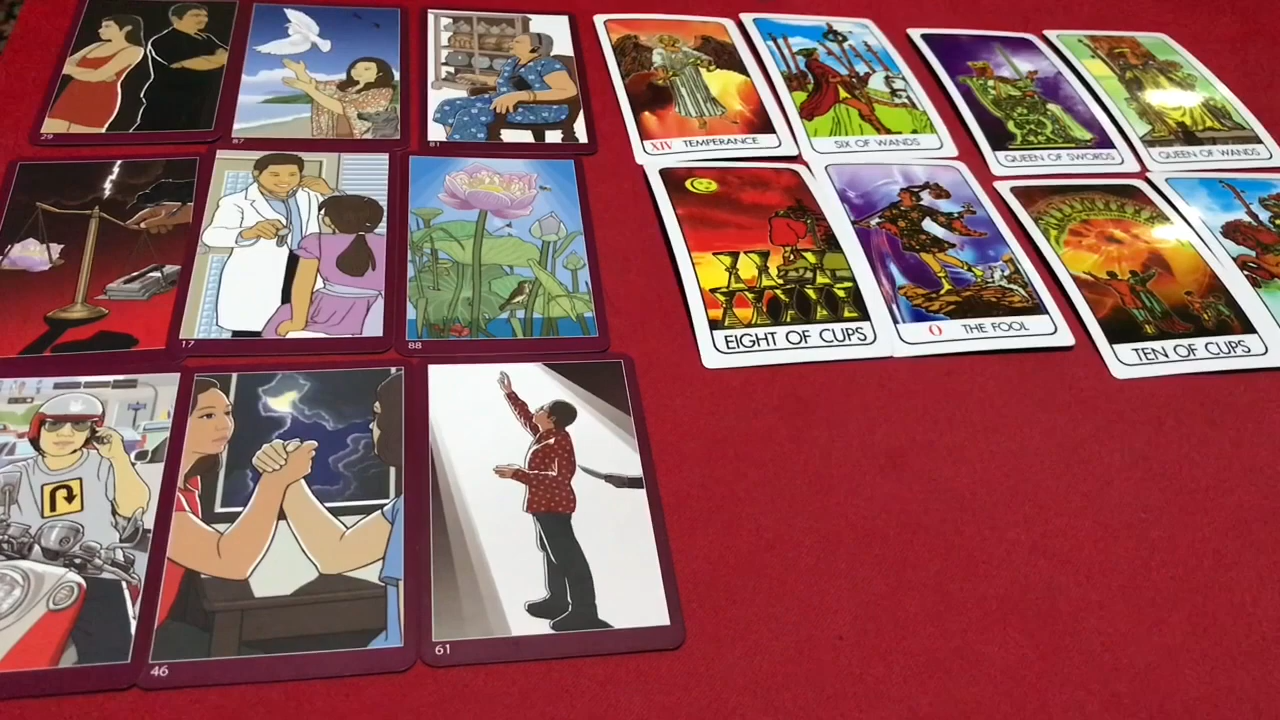 29
87
81
XIV TEMPERANCE
SIX OF WANDS
QUEEN OF SWORDS
QUEEN OF WANDS
17
88
EIGHT OF CUPS
0 THE FOOL
TEN OF CUPS
46
61